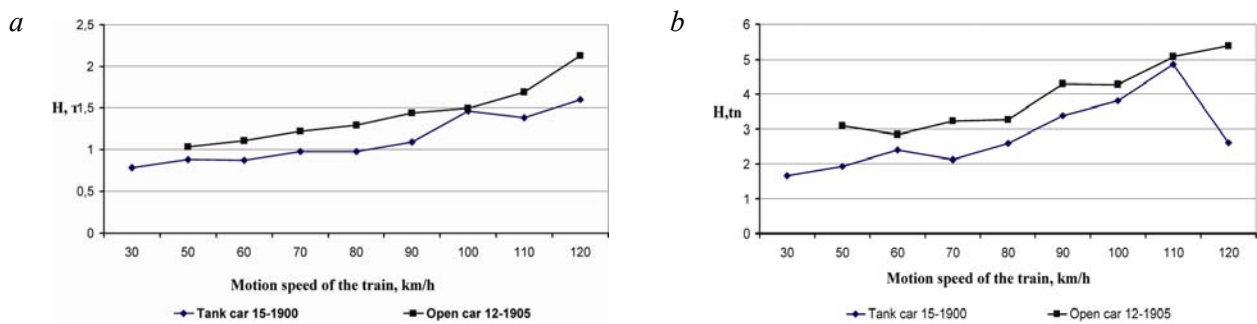 a
2,5
2
H, т1,5
1
0,5
0
30 50 60 70 80 90 100 110 120
Motion speed of the train, km/h
Tank car 15-1900 Open car 12-1905
b
6
5
4
H,tn
3
2
1
0
30 50 60 70 80 90 100 110 120
Motion speed of the train, km/h
Tank car 15-1900 Open car 12-1905